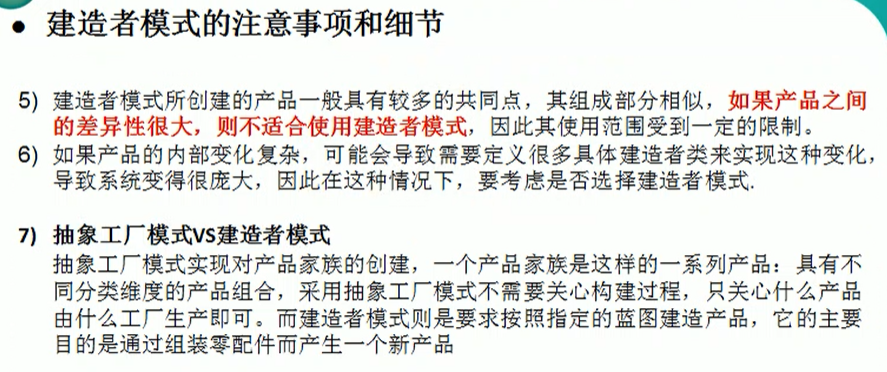 ● 建造者模式的注意事项和细节
5) 建造者模式所创建的产品一般具有较多的共同点，其组成部分相似，如果产品之间
的差异性很大，则不适合使用建造者模式，因此其使用范围受到一定的限制。
6) 如果产品的内部变化复杂，可能会导致需要定义很多具体建造者类来实现这种变化，
导致系统变得很庞大，因此在这种情况下，要考虑是否选择建造者模式.
7) 抽象工厂模式VS建造者模式
抽象工厂模式实现对产品家族的创建，一个产品家族是这样的一系列产品：具有不
同分类维度的产品组合，采用抽象工厂模式不需要关心构建过程，只关心什么产品
由什么工厂生产即可。而建造者模式则是要求按照指定的蓝图建造产品，它的主要
目的是通过组装零配件而产生一个新产品